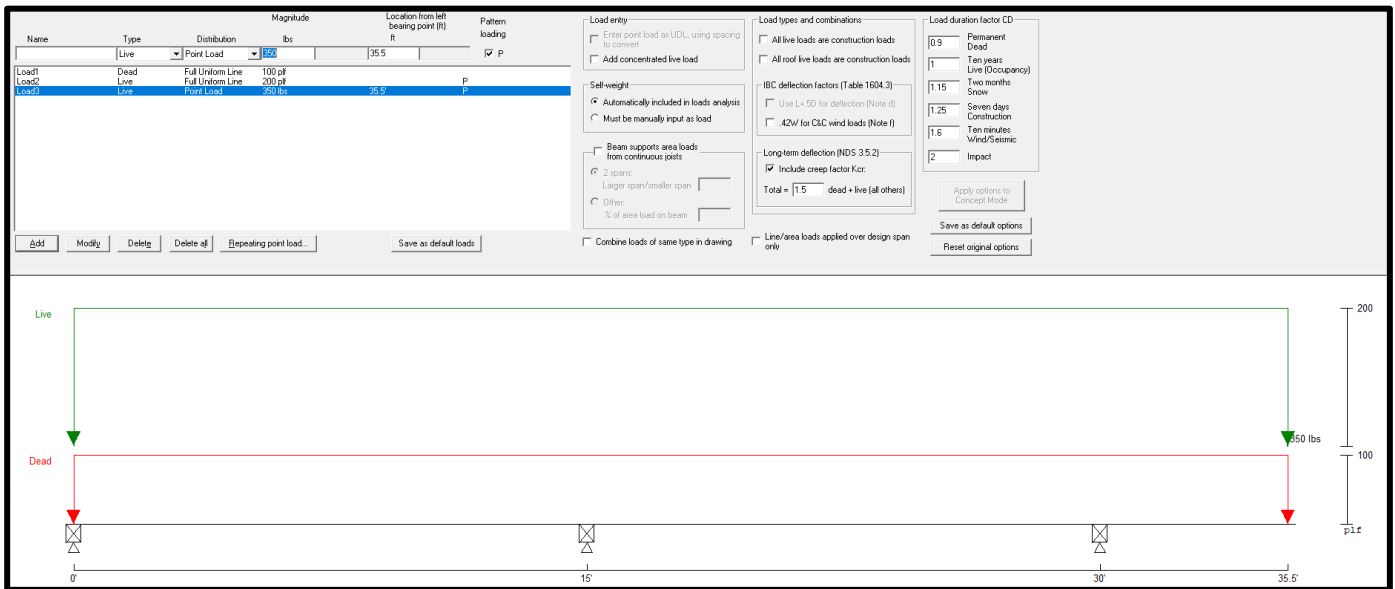 Magnitude
Location from left
bearing point (ft)
Pattern
loading
Name Type Distribution lbs ft
Live Point Load 350 35.5 P
Load1 Dead Full Uniform Line 100 plf
Load2 Live Full Uniform Line 200 plf P
Load3 Live Point Load 350 lbs 35.5' P
Add Modify Delete Delete all Repeating point load... Save as default loads
Load entry
Enter point load as UDL, using spacing
to convert
Add concentrated live load
Self-weight
Automatically included in loads analysis
Must be manually input as load
Beam supports area loads
from continuous joists
2 spans:
Larger span/smaller span
Other:
% of area load on beam
Combine loads of same type in drawing
Load types and combinations
All live loads are construction loads
All roof live loads are construction loads
IBC deflection factors (Table 1604.3)
Use L+.5D for deflection (Note d)
.42W for C&C wind loads (Note f)
Long-term deflection (NDS 3.5.2)
Include creep factor Kcr:
Total = 1.5 dead + live (all others)
Line/area loads applied over design span
only
Load duration factor CD
0.9 Permanent
Dead
1 Ten years
Live (Occupancy)
1.15 Two months
Snow
1.25 Seven days
Construction
1.6 Ten minutes
Wind/Seismic
2 Impact
Apply options to
Concept Mode
Save as default options
Reset original options
Live 200
350 lbs
Dead 100
plf
0' 15' 30' 35.5'